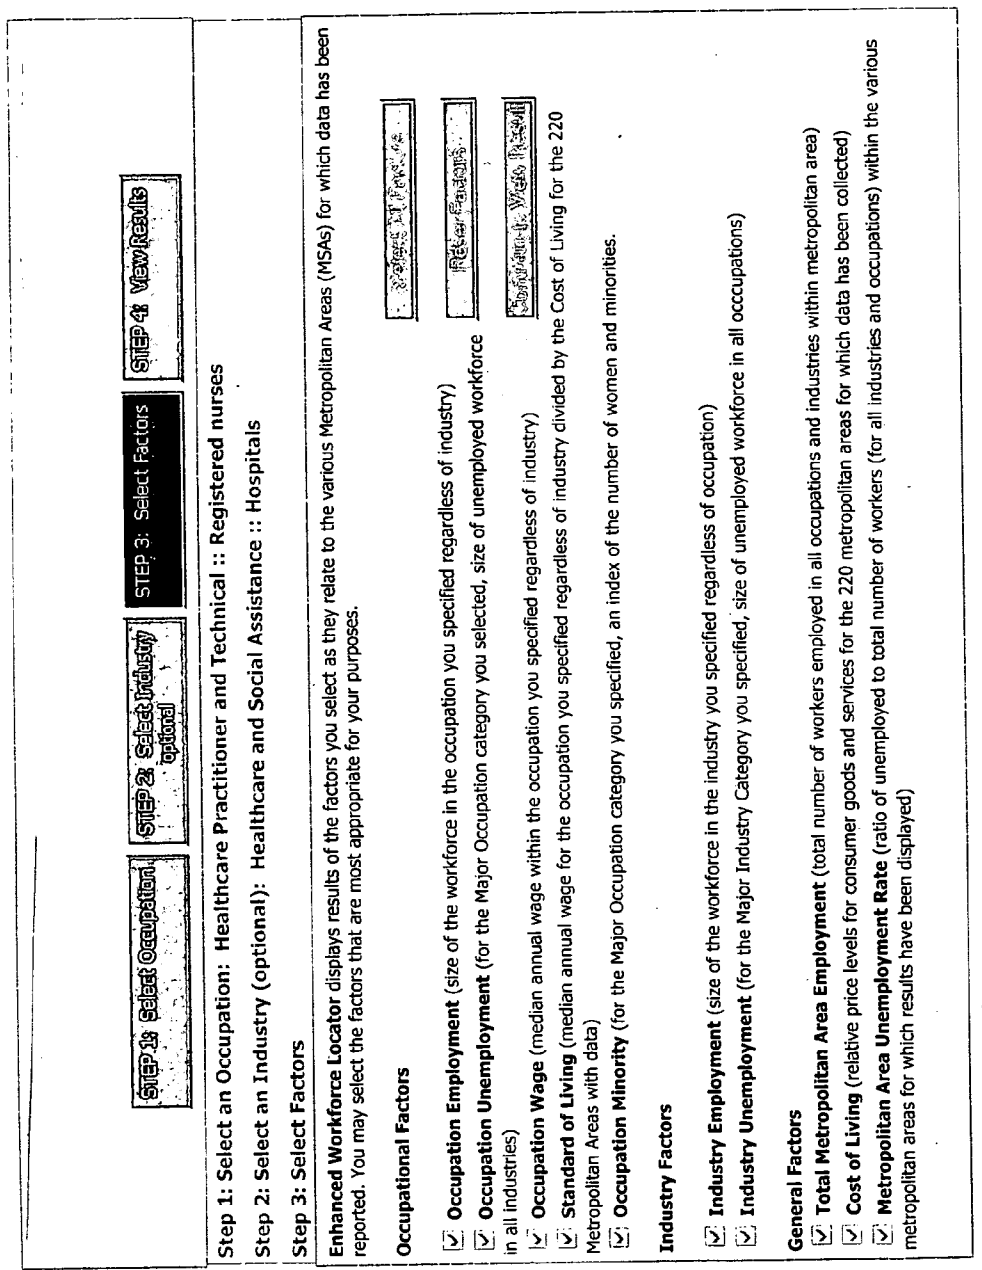 STEP 1: Select Occupation
STEP 2: Select Industry
optional
STEP 3: Select Factors
STEP 4: View Results
Step 1: Select an Occupation: Healthcare Practitioner and Technical :: Registered nurses
Step 2: Select an Industry (optional): Healthcare and Social Assistance :: Hospitals
Step 3: Select Factors
Enhanced Workforce Locator displays results of the factors you select as they relate to the various Metropolitan Areas (MSAs) for which data has been
reported. You may select the factors that are most appropriate for your purposes.
Occupational Factors
Select All Factors
Occupation Employment (size of the workforce in the occupation you specified regardless of industry)
Reset Factors
Occupation Unemployment (for the Major Occupation category you selected, size of unemployed workforce
in all industries)
Continue to View Result
Occupation Wage (median annual wage within the occupation you specified regardless of industry)
Standard of Living (median annual wage for the occupation you specified regardless of industry divided by the Cost of Living for the 220
Metropolitan Areas with data)
Occupation Minority (for the Major Occupation category you specified, an index of the number of women and minorities.
Industry Factors
Industry Employment (size of the workforce in the industry you specified regardless of occupation)
Industry Unemployment (for the Major Industry Category you specified, size of unemployed workforce in all occcupations)
General Factors
Total Metropolitan Area Employment (total number of workers employed in all occupations and industries within metropolitan area)
Cost of Living (relative price levels for consumer goods and services for the 220 metropolitan areas for which data has been collected)
Metropolitan Area Unemployment Rate (ratio of unemployed to total number of workers (for all industries and occupations) within the various
metropolitan areas for which results have been displayed)